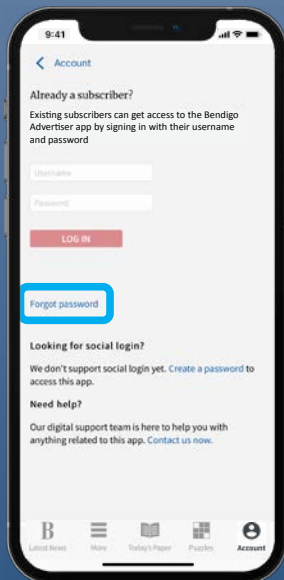 9:41
Account
Already a subscriber?
Existing subscribers can get access to the Bendigo
Advertiser app by signing in with their username
and password
Username
Password
LOG IN
Forgot password
Looking for social login?
We don't support social login yet. Create a password to
access this app.
Need help?
Our digital support team is here to help you with
anything related to this app. Contact us now.
B
Latest News More Today's Paper Puzzles Account